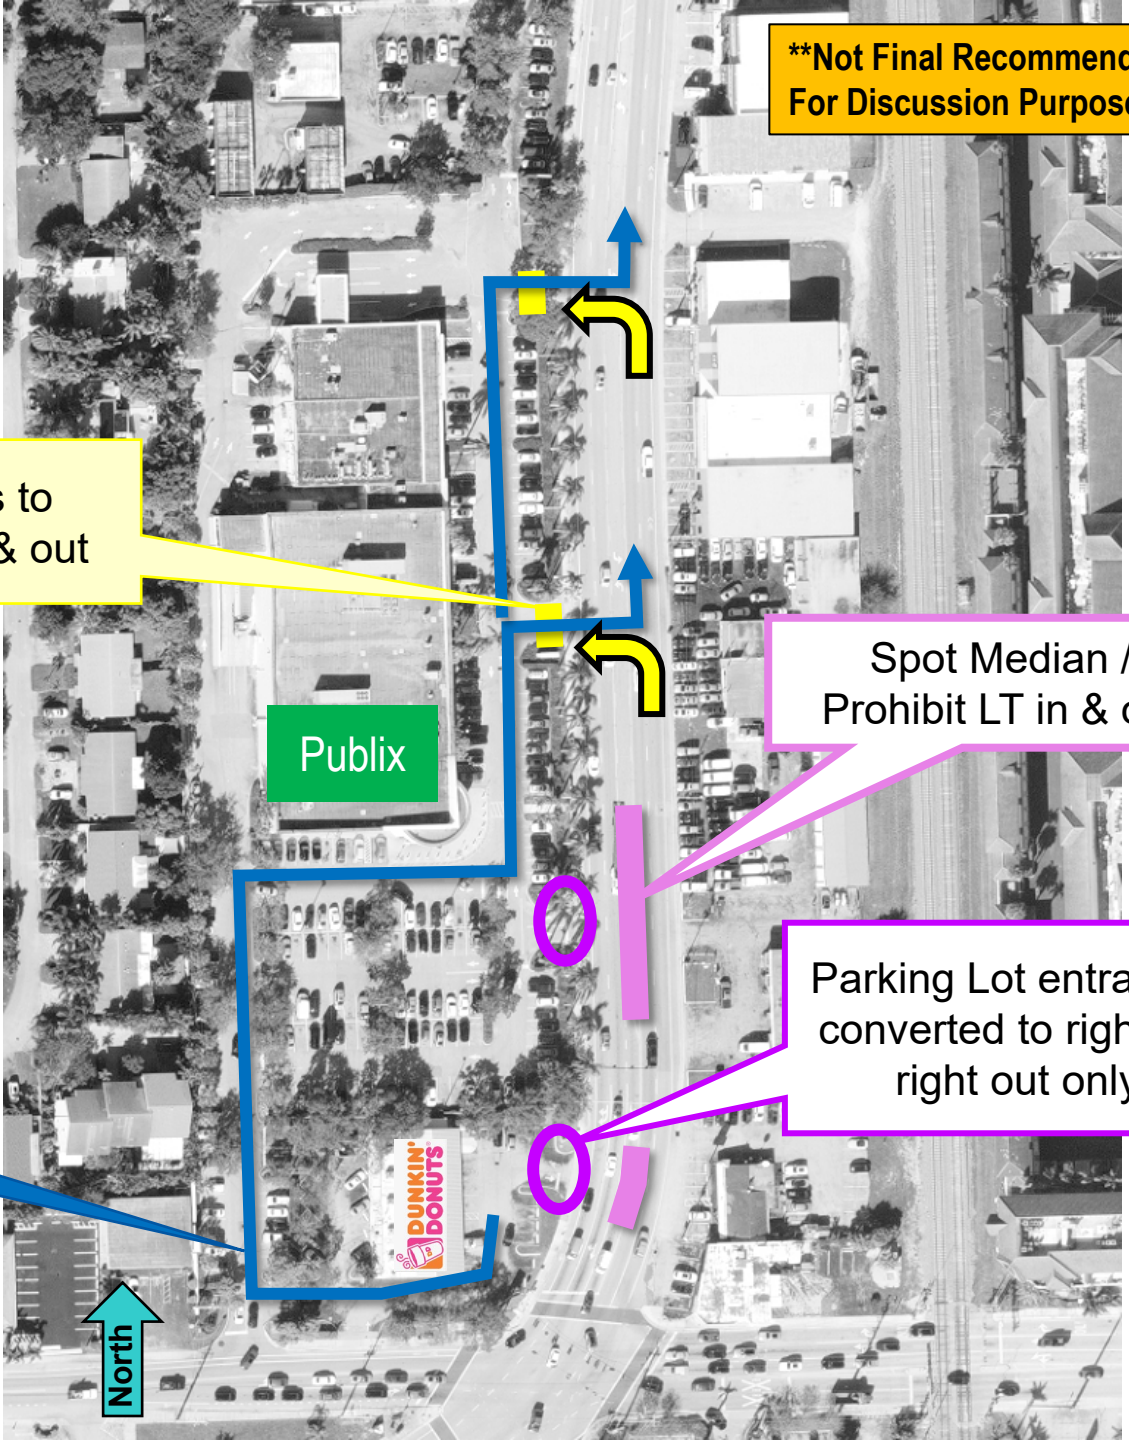 **Not Final Recommend
For Discussion Purpose
s to
& out
Spot Median /
Prohibit LT in & o
Publix
Parking Lot entra
converted to righ
right out only
DUNKIN'
DONUTS
North